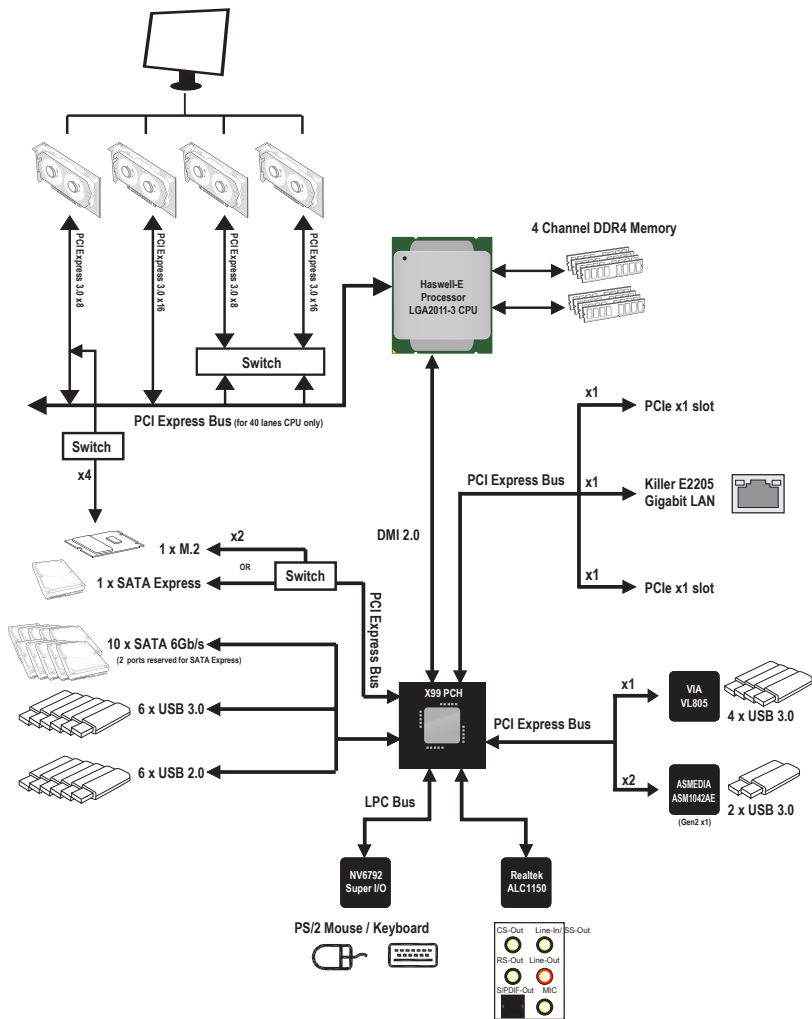 PCI Express 3.0 x8
PCI Express 3.0 x16
PCI Express 3.0 x8
PCI Express 3.0 x16
4 Channel DDR4 Memory
Haswell-E
Processor
LGA2011-3 CPU
Switch
PCI Express Bus (for 40 lanes CPU only)
Switch
x4
x1
PCIe x1 slot
PCI Express Bus
x1
Killer E2205
Gigabit LAN
x1
PCIe x1 slot
DMI 2.0
1 x M.2
x2
OR
Switch
1 x SATA Express
PCI Express Bus
10 x SATA 6Gb/s
(2 ports reserved for SATA Express)
6 x USB 3.0
6 x USB 2.0
X99 PCH
PCI Express Bus
x1
VIA
VL805
4 x USB 3.0
x2
ASMEDIA
ASM1042AE
(Gen2 x1)
2 x USB 3.0
LPC Bus
NV6792
Super I/O
Realtek
ALC1150
PS/2 Mouse / Keyboard
CS-Out
Line-In/ SS-Out
RS-Out
Line-Out
S/PDIF-Out
MIC